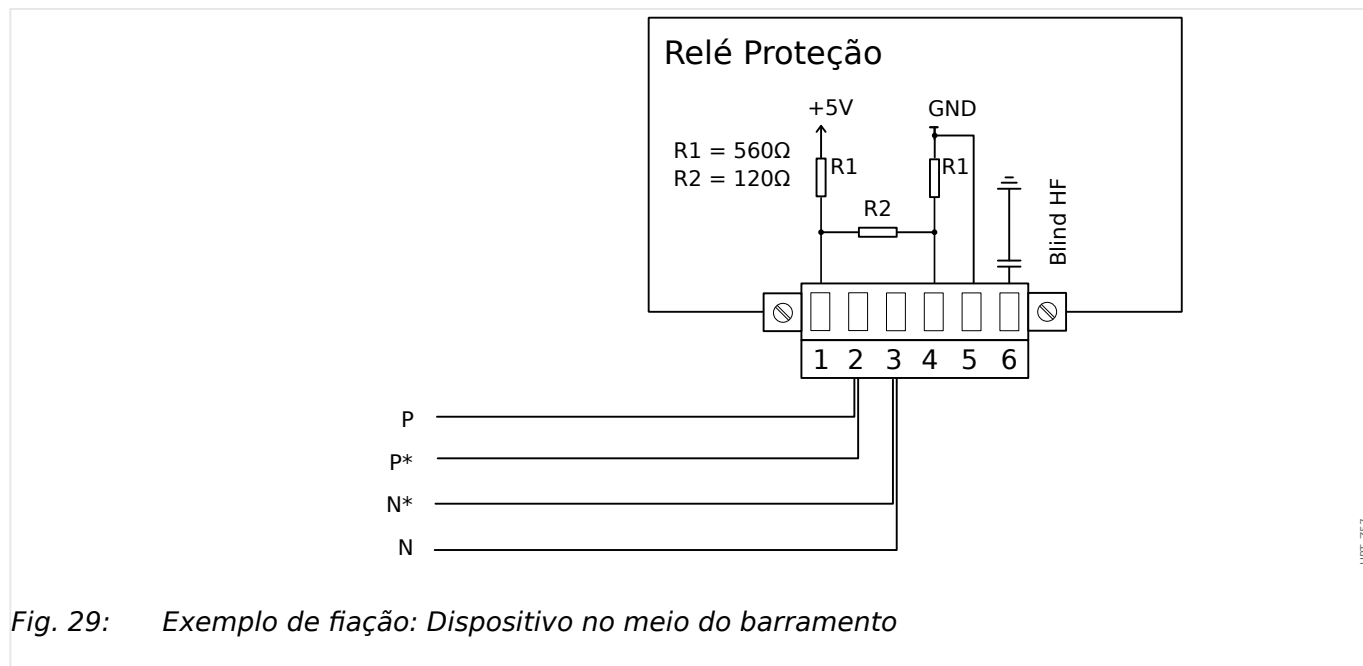 Relé Proteção
+5V
GND
R1 = 560Ω
R2 = 120Ω
R1
R1
R2
Blind HF
1 2 3 4 5 6
P
P*
N*
N
Fig. 29: Exemplo de fiação: Dispositivo no meio do barramento